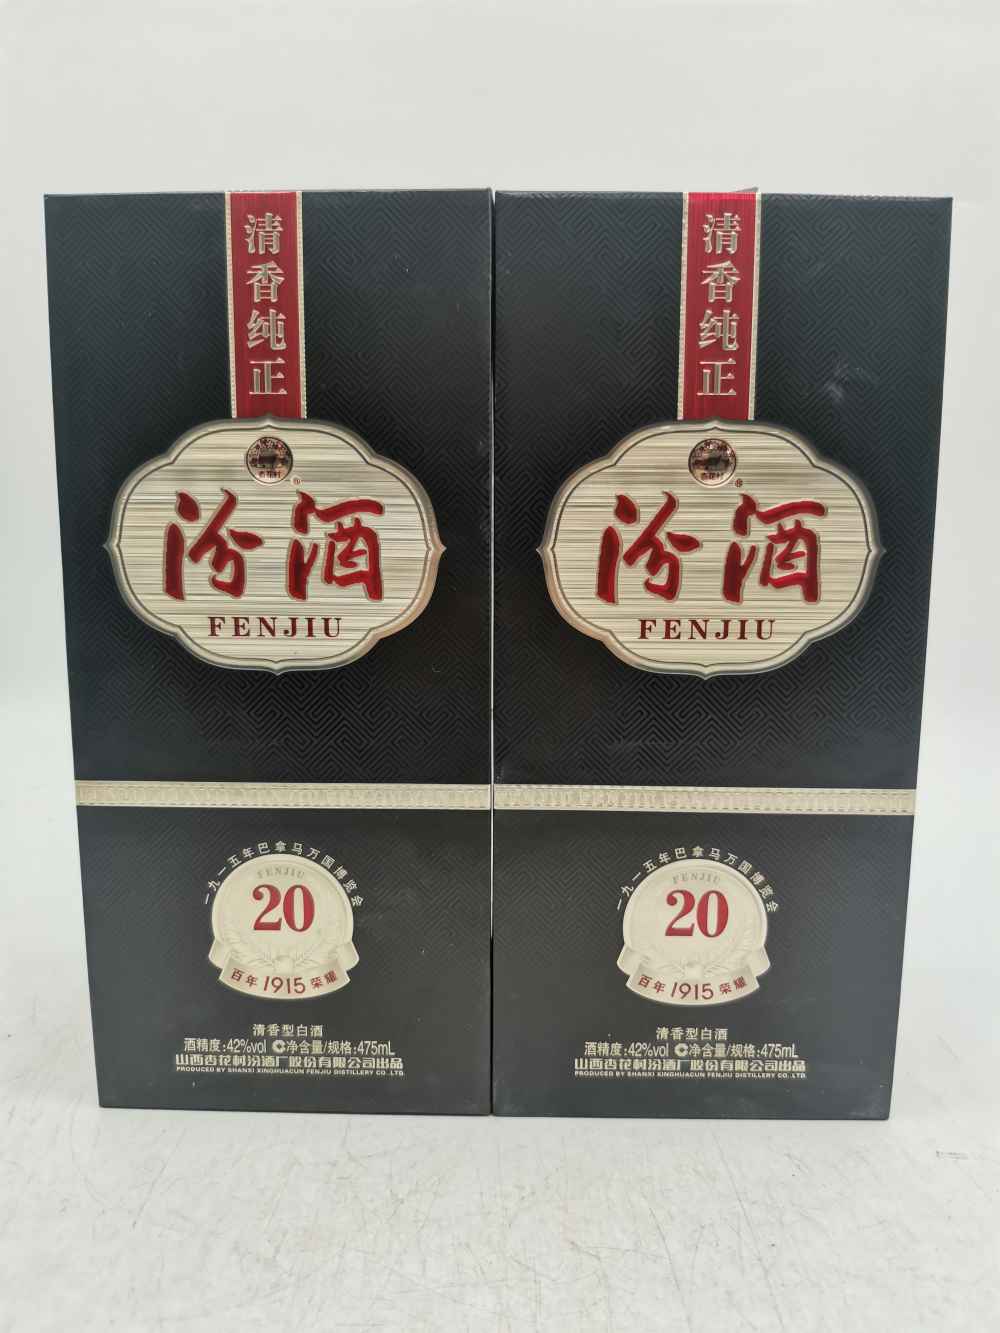 清香纯正
杏花村
®
汾酒
FENJIU
一九一五年巴拿马万国博览会
FENJIU
20
百年1915荣耀
清香型白酒
酒精度:42%vol 净含量/规格:475mL
山西杏花村汾酒厂股份有限公司出品
PRODUCED BY SHANXI XINGHUACUN FENJIU DISTILLERY CO.,LTD.
清香纯正
杏花村
®
汾酒
FENJIU
一九一五年巴拿马万国博览会
FENJIU
20
百年1915荣耀
清香型白酒
酒精度:42%vol 净含量/规格:475mL
山西杏花村汾酒厂股份有限公司出品
PRODUCED BY SHANXI XINGHUACUN FENJIU DISTILLERY CO.,LTD.